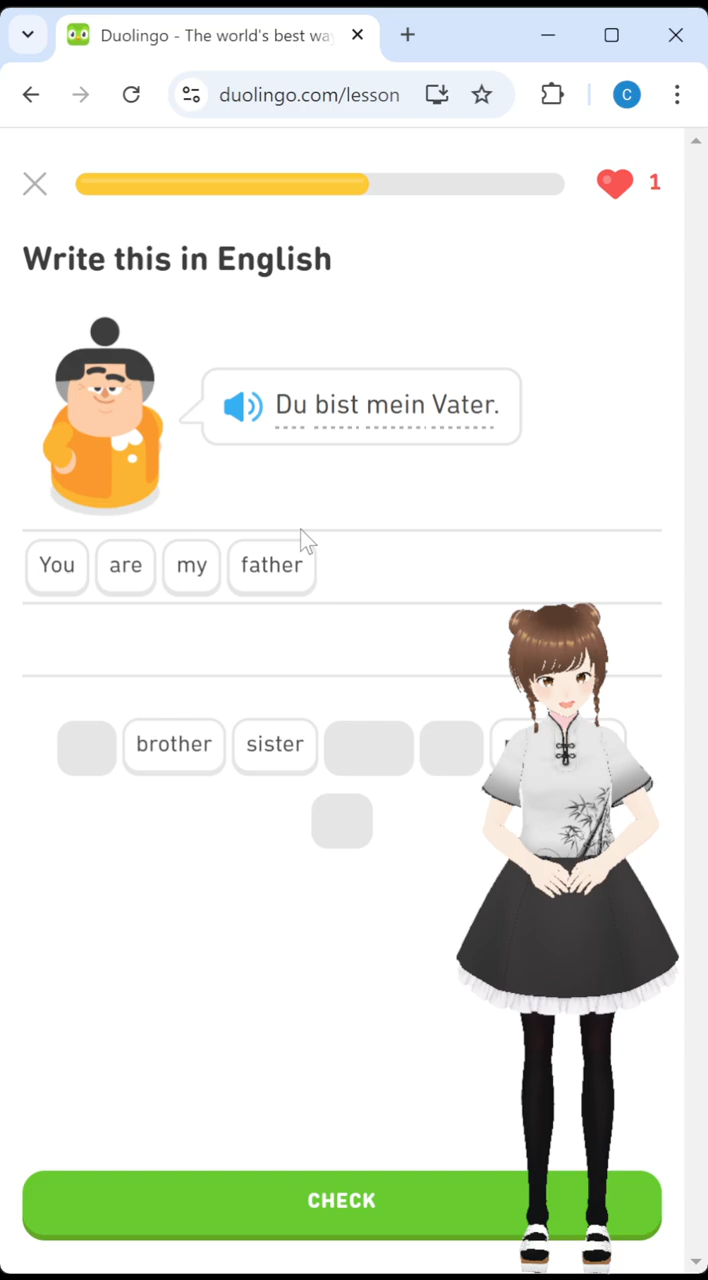 Duolingo - The world's best wa
duolingo.com/lesson
C
1
Write this in English
Du bist mein Vater.
You are my father
brother sister
CHECK